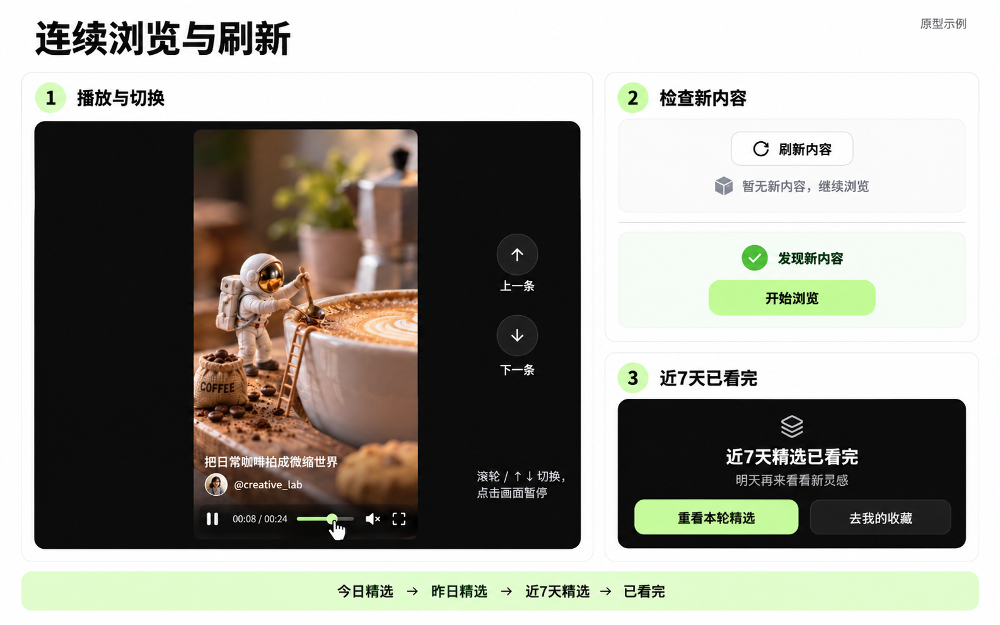 连续浏览与刷新
原型示例
1 播放与切换
COFFEE
把日常咖啡拍成微缩世界
@creative_lab
00:08 / 00:24
上一条
下一条
滚轮 / ↑ ↓ 切换，
点击画面暂停
2 检查新内容
刷新内容
暂无新内容，继续浏览
发现新内容
开始浏览
3 近7天已看完
近7天精选已看完
明天再来看看新灵感
重看本轮精选
去我的收藏
今日精选 → 昨日精选 → 近7天精选 → 已看完